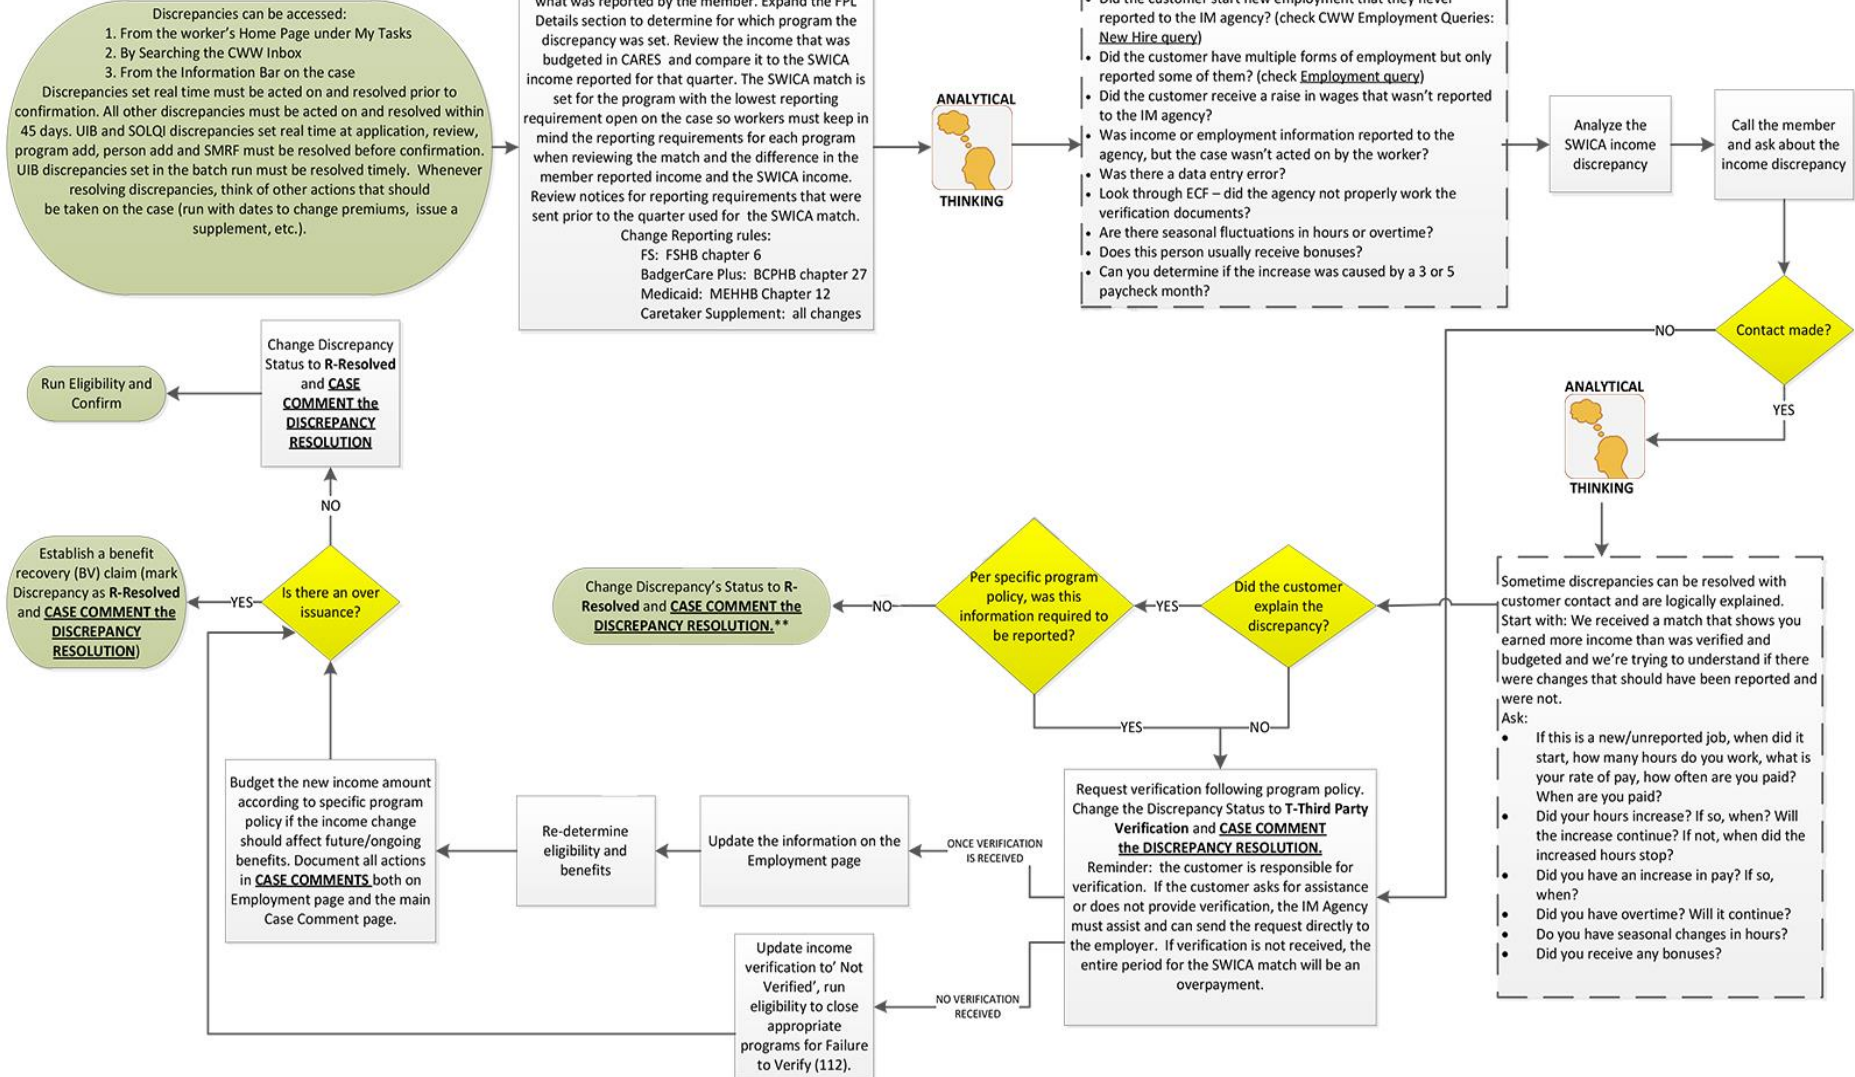 Discrepancies can be accessed:
1. From the worker's Home Page under My Tasks
2. By Searching the CWW Inbox
3. From the Information Bar on the case
Discrepancies set real time must be acted on and resolved prior to
confirmation. All other discrepancies must be acted on and resolved within
45 days. UIB and SOLQI discrepancies set real time at application, review,
program add, person add and SMRF must be resolved before confirmation.
UIB discrepancies set in the batch run must be resolved timely. Whenever
resolving discrepancies, think of other actions that should
be taken on the case (run with dates to change premiums, issue a
supplement, etc.).
what was reported by the member. Expand the FPL
Details section to determine for which program the
discrepancy was set. Review the income that was
budgeted in CARES and compare it to the SWICA
income reported for that quarter. The SWICA match is
set for the program with the lowest reporting
requirement open on the case so workers must keep in
mind the reporting requirements for each program
when reviewing the match and the difference in the
member reported income and the SWICA income.
Review notices for reporting requirements that were
sent prior to the quarter used for the SWICA match.
Change Reporting rules:
FS: FSHB chapter 6
BadgerCare Plus: BCPHB chapter 27
Medicaid: MEHHB Chapter 12
Caretaker Supplement: all changes
ANALYTICAL
THINKING
• Did the customer start new employment that they never
reported to the IM agency? (check CWW Employment Queries:
New Hire query)
• Did the customer have multiple forms of employment but only
reported some of them? (check Employment query)
• Did the customer receive a raise in wages that wasn't reported
to the IM agency?
• Was income or employment information reported to the
agency, but the case wasn't acted on by the worker?
• Was there a data entry error?
• Look through ECF – did the agency not properly work the
verification documents?
• Are there seasonal fluctuations in hours or overtime?
• Does this person usually receive bonuses?
• Can you determine if the increase was caused by a 3 or 5
paycheck month?
Analyze the
SWICA income
discrepancy
Call the member
and ask about the
income discrepancy
Contact made?
NO
YES
ANALYTICAL
THINKING
Sometime discrepancies can be resolved with
customer contact and are logically explained.
Start with: We received a match that shows you
earned more income than was verified and
budgeted and we're trying to understand if there
were changes that should have been reported and
were not.
Ask:
• If this is a new/unreported job, when did it
start, how many hours do you work, what is
your rate of pay, how often are you paid?
When are you paid?
• Did your hours increase? If so, when? Will
the increase continue? If not, when did the
increased hours stop?
• Did you have an increase in pay? If so,
when?
• Did you have overtime? Will it continue?
• Do you have seasonal changes in hours?
• Did you receive any bonuses?
Did the customer
explain the
discrepancy?
YES
NO
Per specific program
policy, was this
information required to
be reported?
NO
YES
Change Discrepancy's Status to R-
Resolved and CASE COMMENT the
DISCREPANCY RESOLUTION.**
Request verification following program policy.
Change the Discrepancy Status to T-Third Party
Verification and CASE COMMENT
the DISCREPANCY RESOLUTION.
Reminder: the customer is responsible for
verification. If the customer asks for assistance
or does not provide verification, the IM Agency
must assist and can send the request directly to
the employer. If verification is not received, the
entire period for the SWICA match will be an
overpayment.
ONCE VERIFICATION
IS RECEIVED
NO VERIFICATION
RECEIVED
Update the information on the
Employment page
Re-determine
eligibility and
benefits
Budget the new income amount
according to specific program
policy if the income change
should affect future/ongoing
benefits. Document all actions
in CASE COMMENTS both on
Employment page and the main
Case Comment page.
Update income
verification to' Not
Verified', run
eligibility to close
appropriate
programs for Failure
to Verify (112).
Is there an over
issuance?
YES
NO
Establish a benefit
recovery (BV) claim (mark
Discrepancy as R-Resolved
and CASE COMMENT the
DISCREPANCY
RESOLUTION)
Change Discrepancy
Status to R-Resolved
and CASE
COMMENT the
DISCREPANCY
RESOLUTION
Run Eligibility and
Confirm